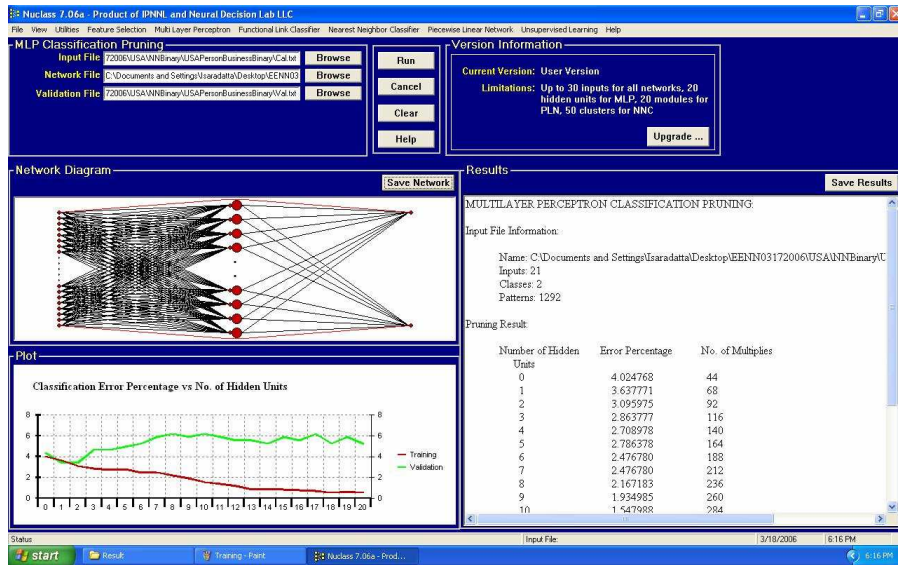 Nuclass 7.06a - Product of IPNNL and Neural Decision Lab LLC
File View Utilities Feature Selection Multi Layer Perceptron Functional Link Classifier Nearest Neighbor Classifier Piecewise Linear Network Unsupervised Learning Help
MLP Classification Pruning
Input File 72006\USA\NNBinary\USAPersonBusinessBinary\Cal.txt Browse
Network File C:\Documents and Settings\Isaradatta\Desktop\EENN03 Browse
Validation File 72006\USA\NNBinary\USAPersonBusinessBinary\Val.txt Browse
Run
Cancel
Clear
Help
Version Information
Current Version: User Version
Limitations: Up to 30 inputs for all networks, 20
hidden units for MLP, 20 modules for
PLN, 50 clusters for NNC
Upgrade ...
Network Diagram
Save Network
Plot
Classification Error Percentage vs No. of Hidden Units
8 8
6 6
4 4
2 2
0 0
0 1 2 3 4 5 6 7 8 9 10 11 12 13 14 15 16 17 18 19 20
Training
Validation
Results
Save Results
MULTILAYER PERCEPTRON CLASSIFICATION PRUNING:
Input File Information:
Name: C:\Documents and Settings\Isaradatta\Desktop\EENN03172006\USA\NNBinary\U
Inputs: 21
Classes: 2
Patterns: 1292
Pruning Result:
Number of Hidden Error Percentage No. of Multiplies
Units
0 4.024768 44
1 3.637771 68
2 3.095975 92
3 2.863777 116
4 2.708978 140
5 2.786378 164
6 2.476780 188
7 2.476780 212
8 2.167183 236
9 1.934985 260
10 1.547988 284
Status Input File: 3/18/2006 6:16 PM
start Result Training - Paint Nuclass 7.06a - Prod... 6:16 PM